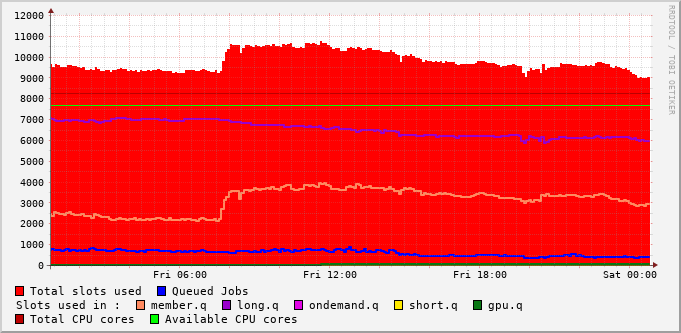 RRDTOOL / TOBI OETIKER
12000
11000
10000
9000
8000
7000
6000
5000
4000
3000
2000
1000
0
Fri 06:00 Fri 12:00 Fri 18:00 Sat 00:00
Total slots used Queued Jobs
Slots used in : member.q long.q ondemand.q short.q gpu.q
Total CPU cores Available CPU cores